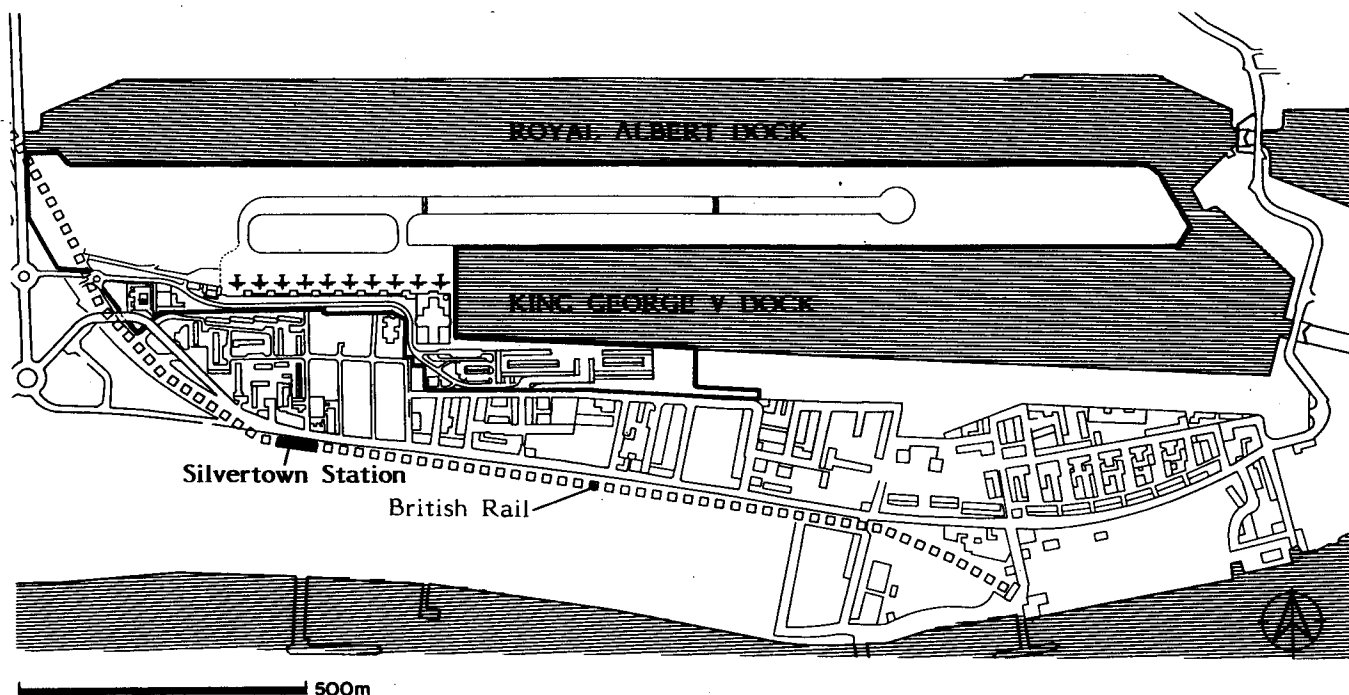 ROYAL ALBERT DOCK
KING GEORGE V DOCK
Silvertown Station
British Rail
500m